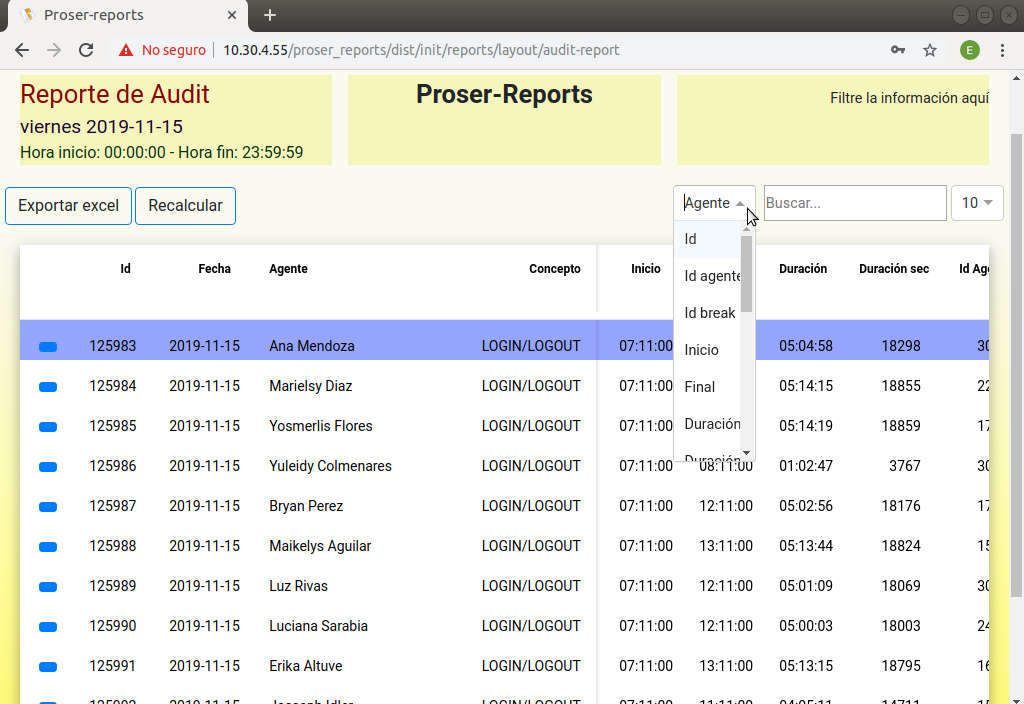 Proser-reports
No seguro 10.30.4.55/proser_reports/dist/init/reports/layout/audit-report E
Reporte de Audit
viernes 2019-11-15
Hora inicio: 00:00:00 - Hora fin: 23:59:59
Proser-Reports
Filtre la información aquí
Exportar excel Recalcular Agente Buscar... 10
Id
Id agente
Id break
Inicio
Final
Duración
Duración
Id Fecha Agente Concepto Inicio Duración Duración sec Id Age
125983 2019-11-15 Ana Mendoza LOGIN/LOGOUT 07:11:00 05:04:58 18298 30
125984 2019-11-15 Marielsy Diaz LOGIN/LOGOUT 07:11:00 05:14:15 18855 22
125985 2019-11-15 Yosmerlis Flores LOGIN/LOGOUT 07:11:00 05:14:19 18859 17
125986 2019-11-15 Yuleidy Colmenares LOGIN/LOGOUT 07:11:00 08:11:00 01:02:47 3767 30
125987 2019-11-15 Bryan Perez LOGIN/LOGOUT 07:11:00 12:11:00 05:02:56 18176 17
125988 2019-11-15 Maikelys Aguilar LOGIN/LOGOUT 07:11:00 13:11:00 05:13:44 18824 15
125989 2019-11-15 Luz Rivas LOGIN/LOGOUT 07:11:00 12:11:00 05:01:09 18069 30
125990 2019-11-15 Luciana Sarabia LOGIN/LOGOUT 07:11:00 12:11:00 05:00:03 18003 24
125991 2019-11-15 Erika Altuve LOGIN/LOGOUT 07:11:00 13:11:00 05:13:15 18795 16